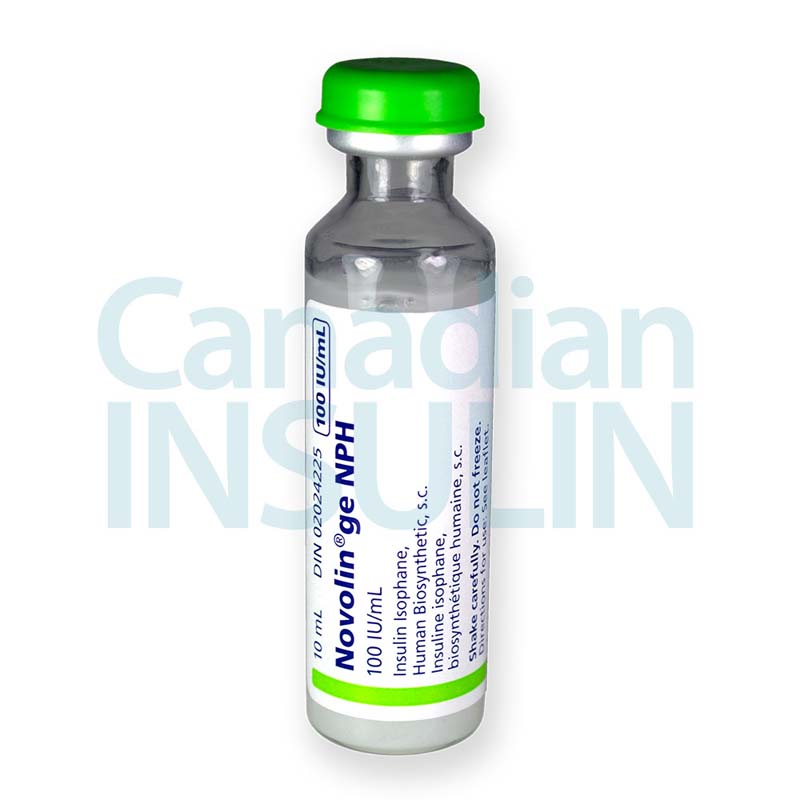 Canadian
INSULIN
10 mL DIN 02024225 100 IU/mL
Novolin®ge NPH
100 IU/mL
Insulin Isophane,
Human Biosynthetic, s.c.
Insuline isophane,
biosynthétique humaine, s.c.
Shake carefully. Do not freeze.
Directions for use: See leaflet.